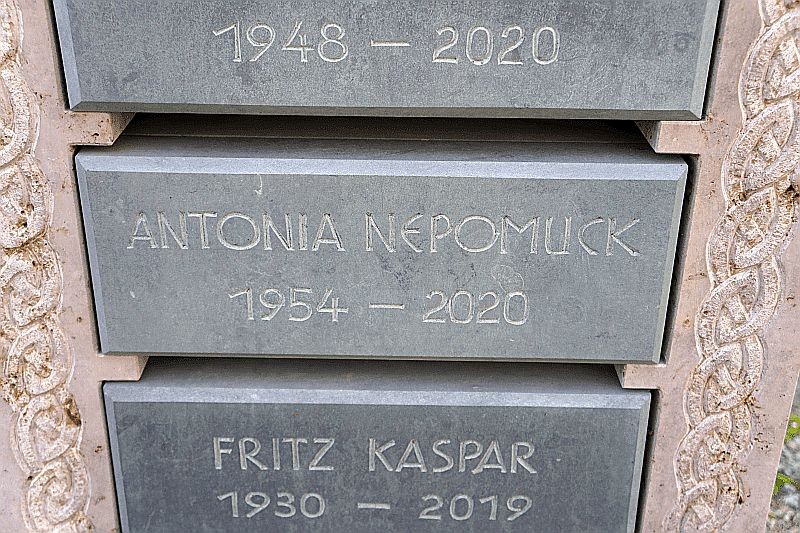 1948 – 2020
ANTONIA NEPOMUCK
1954 – 2020
FRITZ KASPAR
1930 – 2019